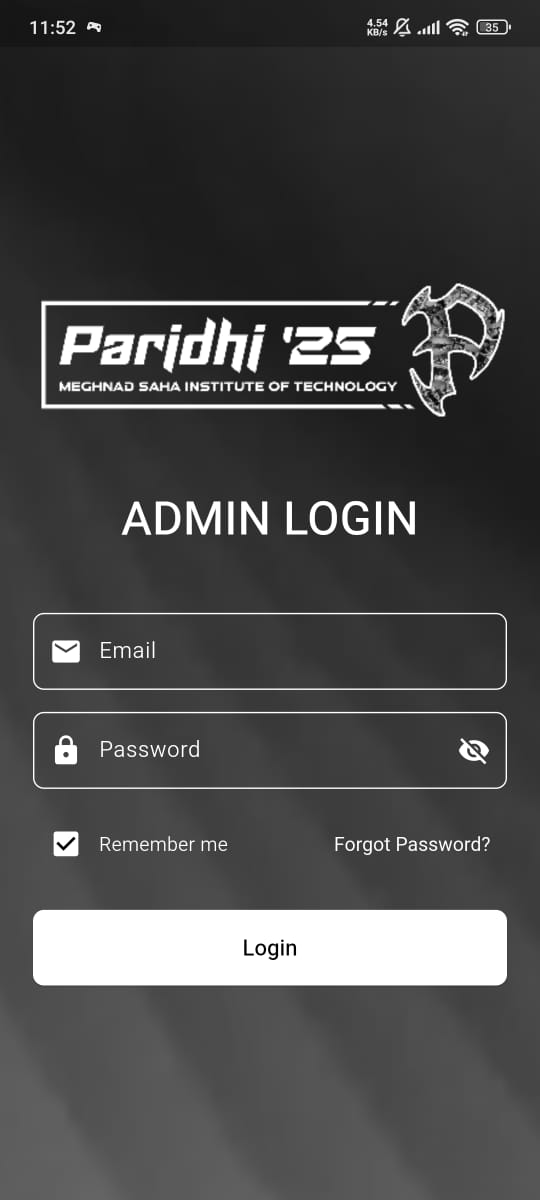 11:52
4.54
KB/s
35
Paridhi '25
MEGHNAD SAHA INSTITUTE OF TECHNOLOGY
ADMIN LOGIN
Email
Password
Remember me
Forgot Password?
Login